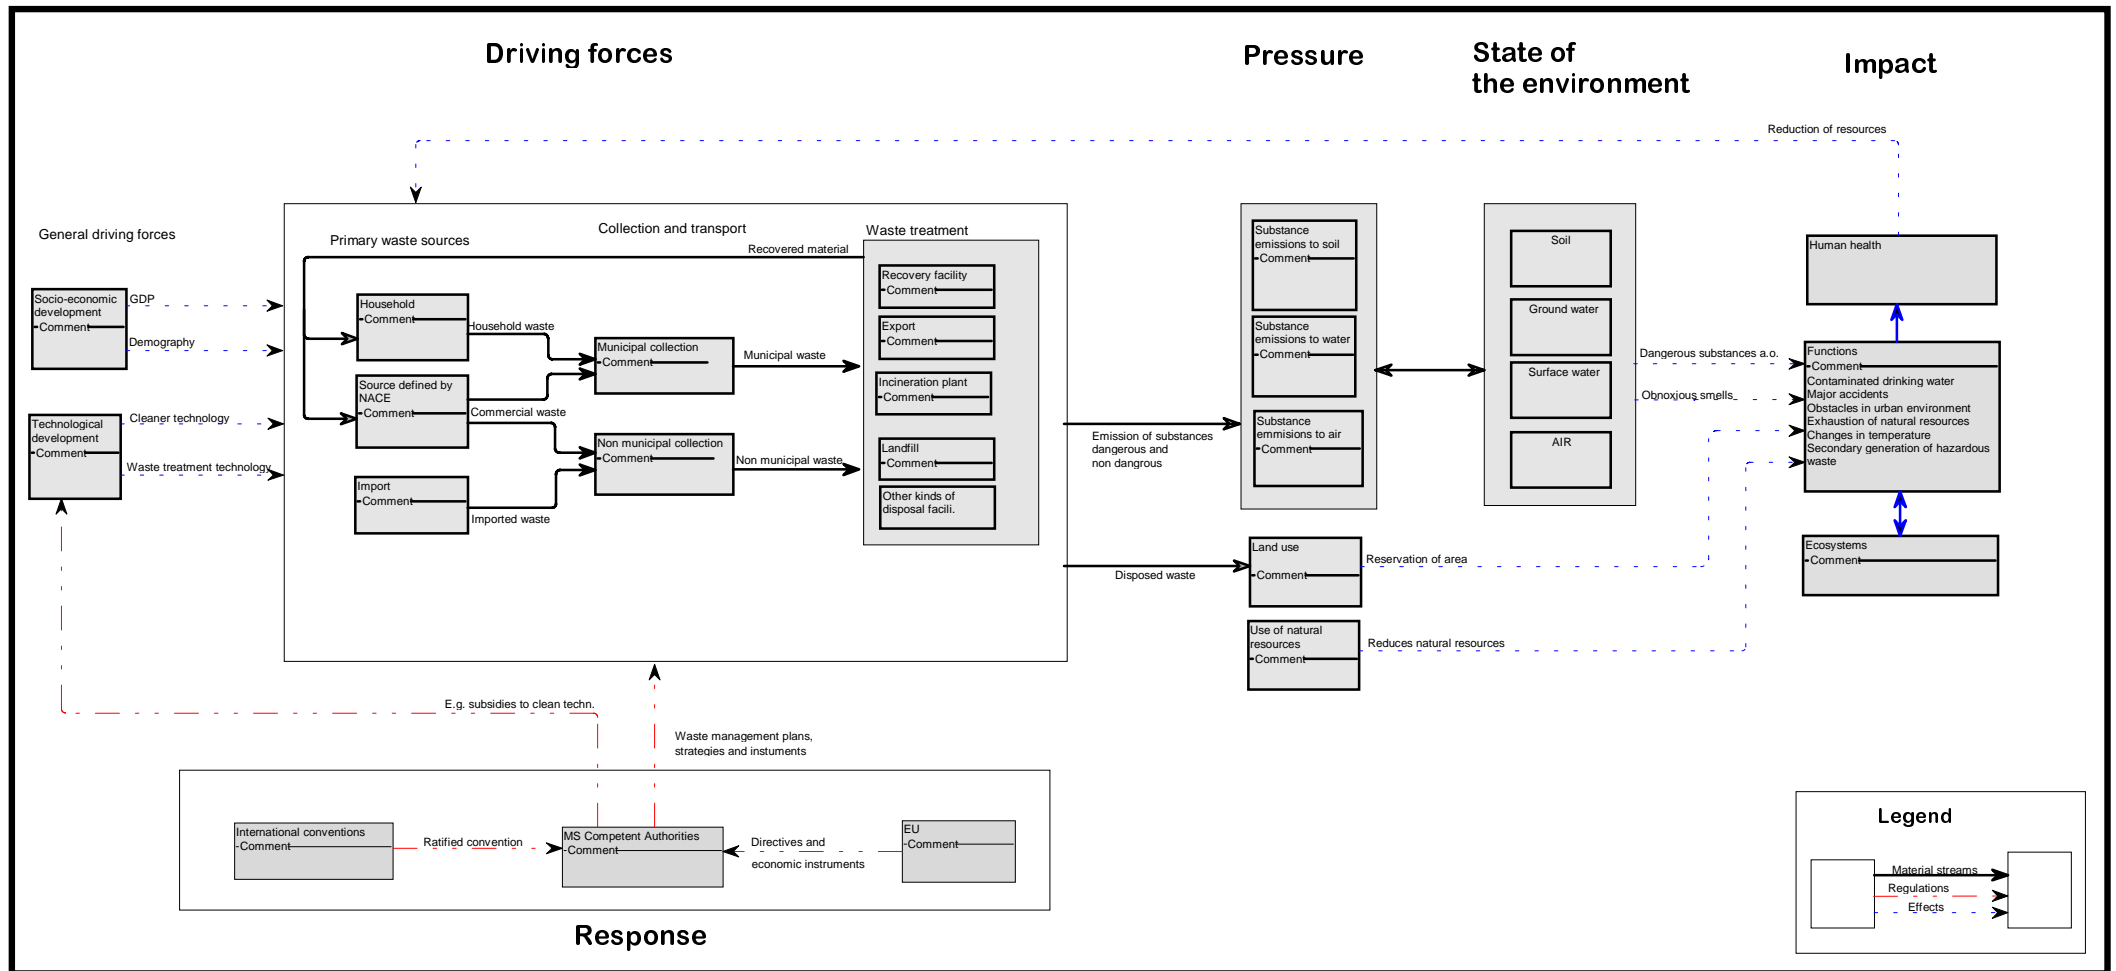 Driving forces
Pressure
State of
the environment
Impact
Reduction of resources
General driving forces
Primary waste sources
Collection and transport
Waste treatment
Recovered material
Socio-economic
development
-Comment
GDP
Demography
Technological
development
-Comment
Cleaner technology
Waste treatment technology
Household
-Comment
Household waste
Source defined by
NACE
-Comment
Commercial waste
Import
-Comment
Imported waste
Municipal collection
-Comment
Municipal waste
Non municipal collection
-Comment
Non municipal waste
Recovery facility
-Comment
Export
-Comment
Incineration plant
-Comment
Landfill
-Comment
Other kinds of
disposal facili.
Emission of substances
dangerous and
non dangrous
Disposed waste
Substance
emissions to soil
-Comment
Substance
emissions to water
-Comment
Substance
emmisions to air
-Comment
Land use
-Comment
Reservation of area
Use of natural
resources
-Comment
Reduces natural resources
Soil
Ground water
Surface water
AIR
Dangerous substances a.o.
Obnoxious smells
Human health
Functions
-Comment
Contaminated drinking water
Major accidents
Obstacles in urban environment
Exhaustion of natural resources
Changes in temperature
Secondary generation of hazardous
waste
Ecosystems
-Comment
E.g. subsidies to clean techn.
Waste management plans,
strategies and instuments
International conventions
-Comment
Ratified convention
MS Competent Authorities
-Comment
Directives and
economic instruments
EU
-Comment
Response
Legend
Material streams
Regulations
Effects